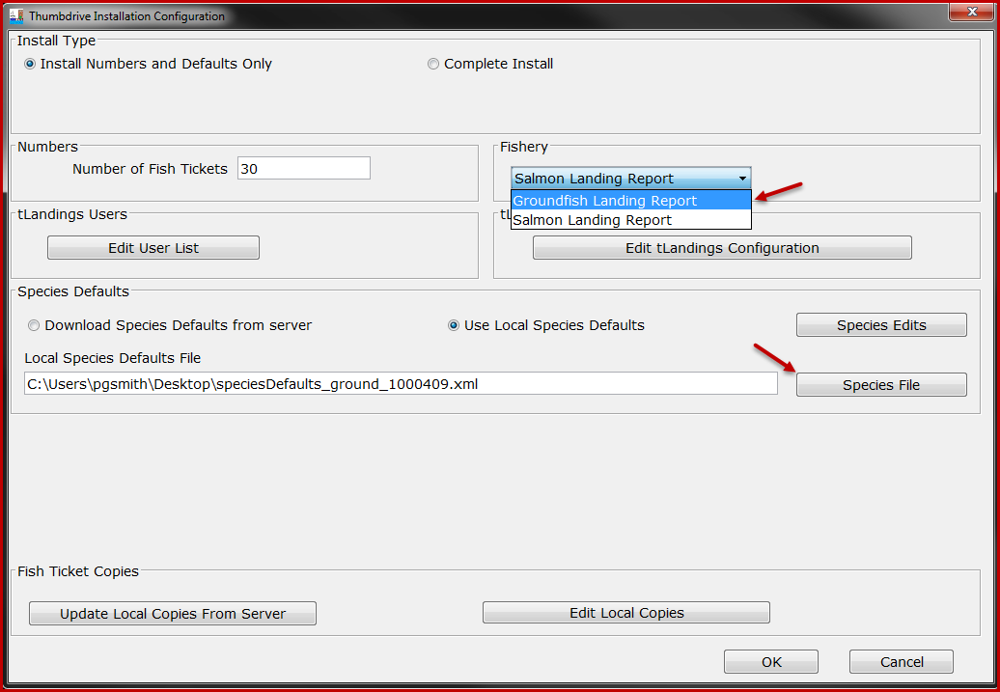 Thumbdrive Installation Configuration
Install Type
Install Numbers and Defaults Only
Complete Install
Numbers
Number of Fish Tickets 30
Fishery
Salmon Landing Report
Groundfish Landing Report
Salmon Landing Report
tLandings Users
Edit User List
tL
Edit tLandings Configuration
Species Defaults
Download Species Defaults from server
Use Local Species Defaults
Species Edits
Local Species Defaults File
C:\Users\pgsmith\Desktop\speciesDefaults_ground_1000409.xml
Species File
Fish Ticket Copies
Update Local Copies From Server
Edit Local Copies
OK
Cancel